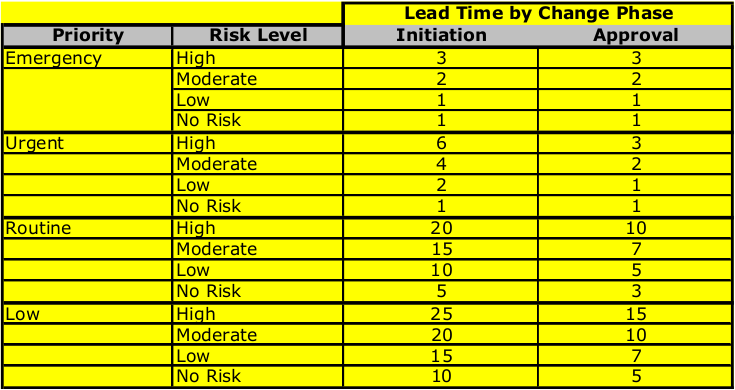 Lead Time by Change Phase
Priority Risk Level Initiation Approval
Emergency High 3 3
Moderate 2 2
Low 1 1
No Risk 1 1
Urgent High 6 3
Moderate 4 2
Low 2 1
No Risk 1 1
Routine High 20 10
Moderate 15 7
Low 10 5
No Risk 5 3
Low High 25 15
Moderate 20 10
Low 15 7
No Risk 10 5